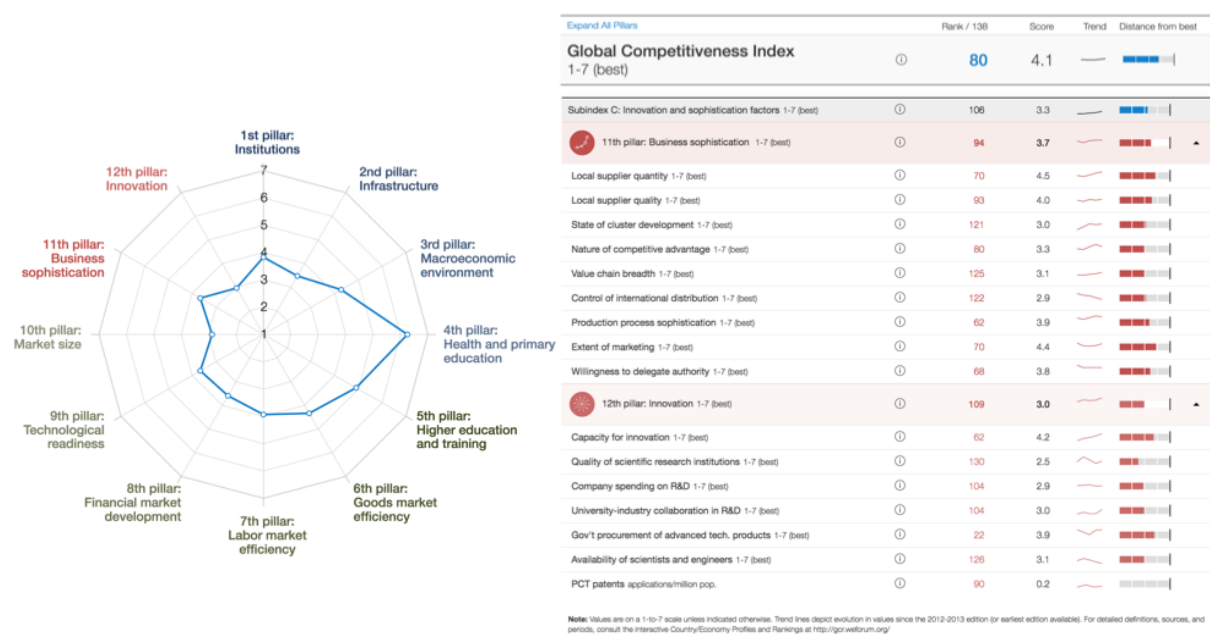 1st pillar:
Institutions
2nd pillar:
Infrastructure
3rd pillar:
Macroeconomic
environment
4th pillar:
Health and primary
education
5th pillar:
Higher education
and training
6th pillar:
Goods market
efficiency
7th pillar:
Labor market
efficiency
8th pillar:
Financial market
development
9th pillar:
Technological
readiness
10th pillar:
Market size
11th pillar:
Business
sophistication
12th pillar:
Innovation
7
6
5
4
3
2
1
Expand All Pillars Rank / 138 Score Trend Distance from best
Global Competitiveness Index 80 4.1
1-7 (best)
Subindex C: Innovation and sophistication factors 1-7 (best) 106 3.3
11th pillar: Business sophistication 1-7 (best) 94 3.7
Local supplier quantity 1-7 (best) 70 4.5
Local supplier quality 1-7 (best) 93 4.0
State of cluster development 1-7 (best) 121 3.0
Nature of competitive advantage 1-7 (best) 80 3.3
Value chain breadth 1-7 (best) 125 3.1
Control of international distribution 1-7 (best) 122 2.9
Production process sophistication 1-7 (best) 62 3.9
Extent of marketing 1-7 (best) 70 4.4
Willingness to delegate authority 1-7 (best) 68 3.8
12th pillar: Innovation 1-7 (best) 109 3.0
Capacity for innovation 1-7 (best) 62 4.2
Quality of scientific research institutions 1-7 (best) 130 2.5
Company spending on R&D 1-7 (best) 104 2.9
University-industry collaboration in R&D 1-7 (best) 104 3.0
Gov't procurement of advanced tech. products 1-7 (best) 22 3.9
Availability of scientists and engineers 1-7 (best) 126 3.1
PCT patents applications/million pop. 90 0.2
Note: Values are on a 1-to-7 scale unless indicated otherwise. Trend lines depict evolution in values since the 2012-2013 edition (or earliest edition available). For detailed definitions, sources, and
periods, consult the interactive Country/Economy Profiles and Rankings at http://gcr.weforum.org/